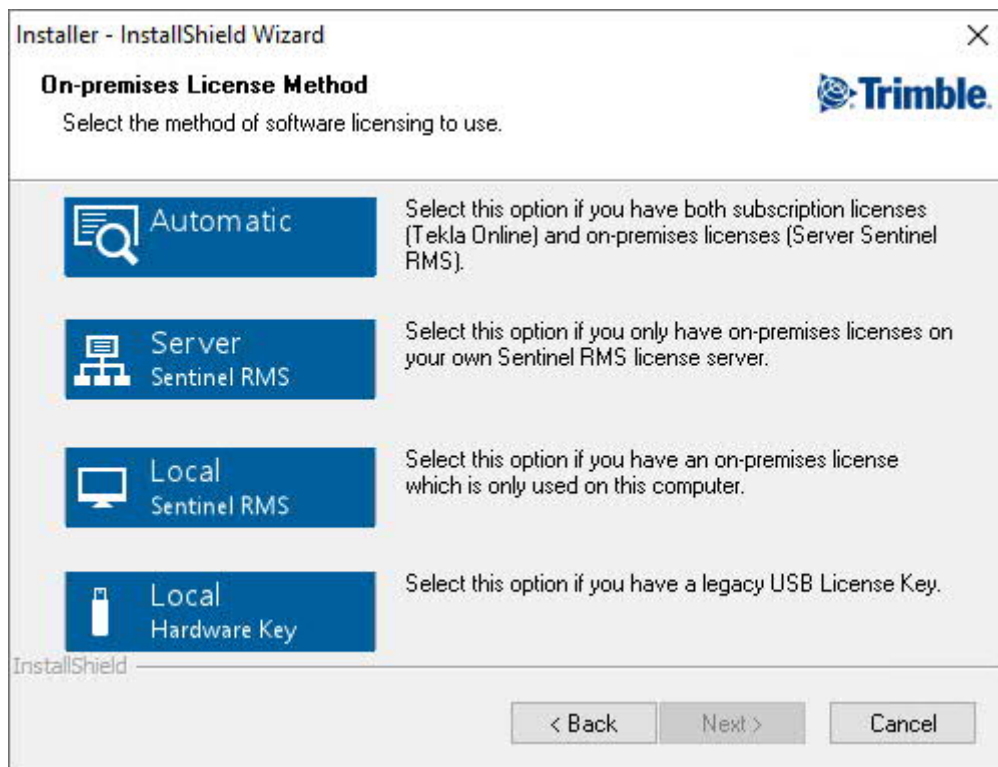 Installer - InstallShield Wizard
On-premises License Method
Select the method of software licensing to use.
Trimble.
Automatic
Select this option if you have both subscription licenses
(Tekla Online) and on-premises licenses (Server Sentinel
RMS).
Server
Sentinel RMS
Select this option if you only have on-premises licenses on
your own Sentinel RMS license server.
Local
Sentinel RMS
Select this option if you have an on-premises license
which is only used on this computer.
Local
Hardware Key
Select this option if you have a legacy USB License Key.
InstallShield
< Back
Next >
Cancel